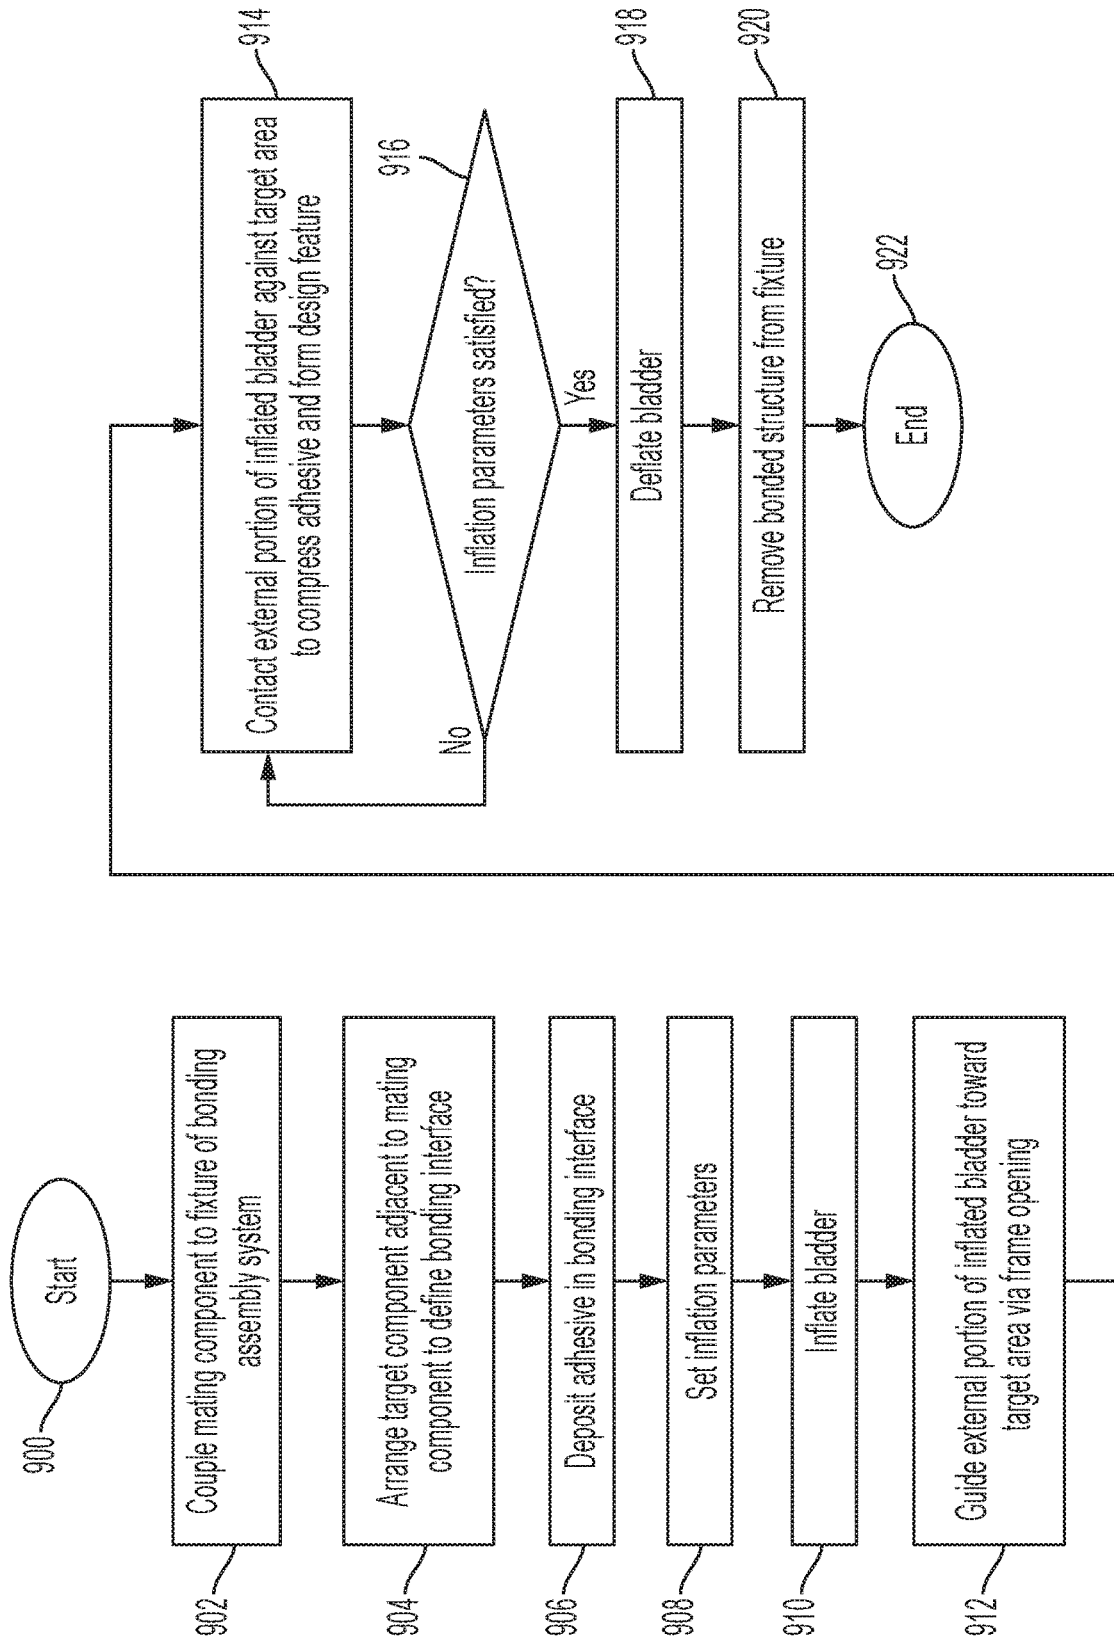 Start
900
Couple mating component to fixture of bonding
assembly system
902
Arrange target component adjacent to mating
component to define bonding interface
904
Deposit adhesive in bonding interface
906
Set inflation parameters
908
Inflate bladder
910
Guide external portion of inflated bladder toward
target area via frame opening
912
Contact external portion of inflated bladder against target area
to compress adhesive and form design feature
914
Inflation parameters satisfied?
916
No
Yes
Deflate bladder
918
Remove bonded structure from fixture
920
End
922